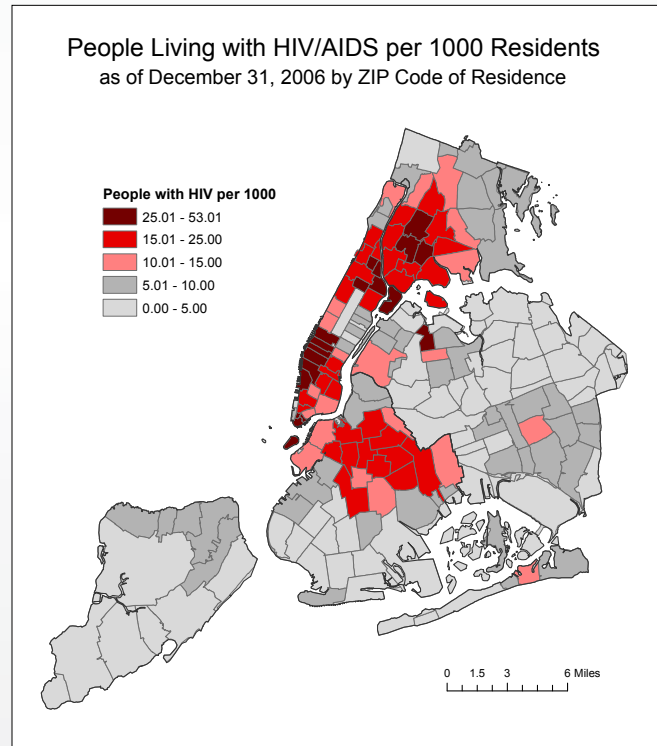 People Living with HIV/AIDS per 1000 Residents
as of December 31, 2006 by ZIP Code of Residence
People with HIV per 1000
25.01 - 53.01
15.01 - 25.00
10.01 - 15.00
5.01 - 10.00
0.00 - 5.00
0 1.5 3 6 Miles